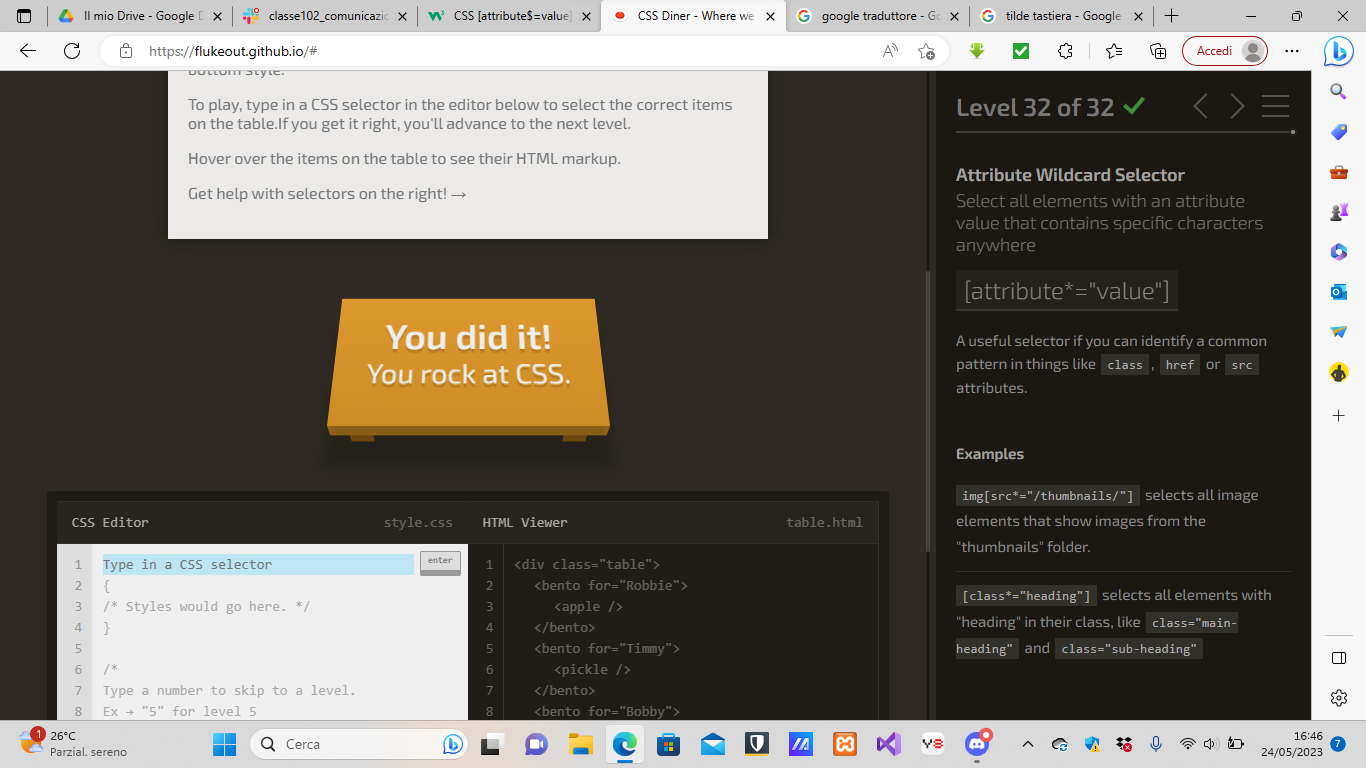 Il mio Drive - Google D
classe102_comunicazio
CSS [attribute$=value]
CSS Diner - Where we
google traduttore - Go
tilde tastiera - Google
https://flukeout.github.io/#
Accedi
bottom style.
To play, type in a CSS selector in the editor below to select the correct items
on the table.If you get it right, you'll advance to the next level.
Hover over the items on the table to see their HTML markup.
Get help with selectors on the right! →
You did it!
You rock at CSS.
CSS Editor style.css
1 Type in a CSS selector enter
2 {
3 /* Styles would go here. */
4 }
5
6 /*
7 Type a number to skip to a level.
8 Ex → "5" for level 5
HTML Viewer table.html
1 <div class="table">
2 <bento for="Robbie">
3 <apple />
4 </bento>
5 <bento for="Timmy">
6 <pickle />
7 </bento>
8 <bento for="Bobby">
Level 32 of 32
Attribute Wildcard Selector
Select all elements with an attribute
value that contains specific characters
anywhere
[attribute*="value"]
A useful selector if you can identify a common
pattern in things like class , href or src
attributes.
Examples
img[src*="/thumbnails/"] selects all image
elements that show images from the
"thumbnails" folder.
[class*="heading"] selects all elements with
"heading" in their class, like class="main-
heading" and class="sub-heading"
1
26°C
Parzial. sereno
Cerca
16:46
24/05/2023
7